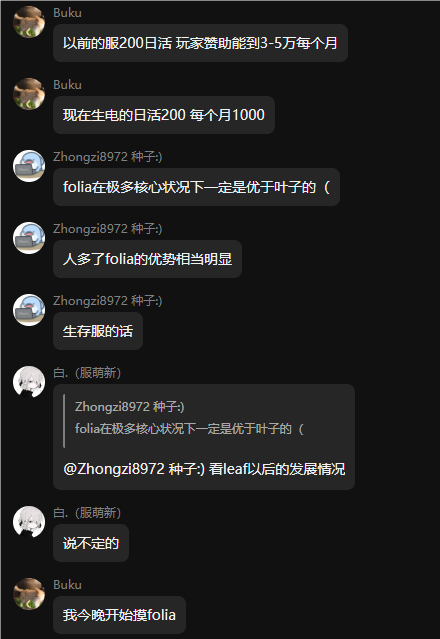 Buku
以前的服200日活 玩家赞助能到3-5万每个月
Buku
现在生电的日活200 每个月1000
Zhongzi8972 种子:)
folia在极多核心状况下一定是优于叶子的（
Zhongzi8972 种子:)
人多了folia的优势相当明显
Zhongzi8972 种子:)
生存服的话
白.（服萌新）
Zhongzi8972 种子:)
folia在极多核心状况下一定是优于叶子的（
@Zhongzi8972 种子:) 看leaf以后的发展情况
白.（服萌新）
说不定的
Buku
我今晚开始摸folia